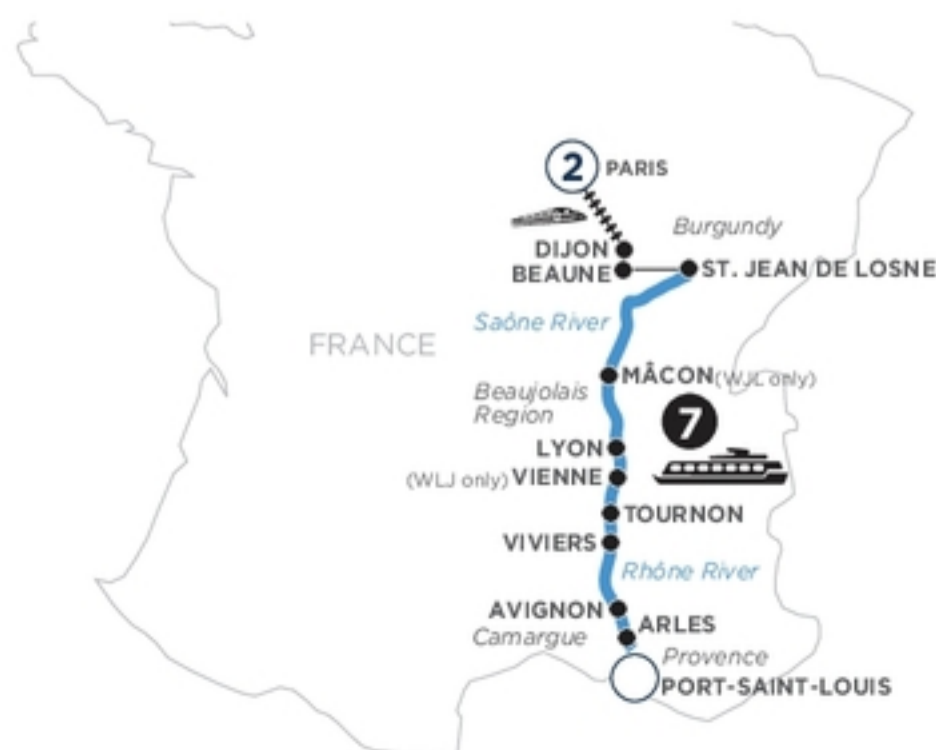 2 PARIS
Burgundy
DIJON
BEAUNE
ST. JEAN DE LOSNE
Saône River
FRANCE
MÂCON (WJL only)
Beaujolais
Region
7
LYON
(WLJ only) VIENNE
TOURNON
VIVIERS
Rhône River
AVIGNON
ARLES
Camargue
Provence
PORT-SAINT-LOUIS